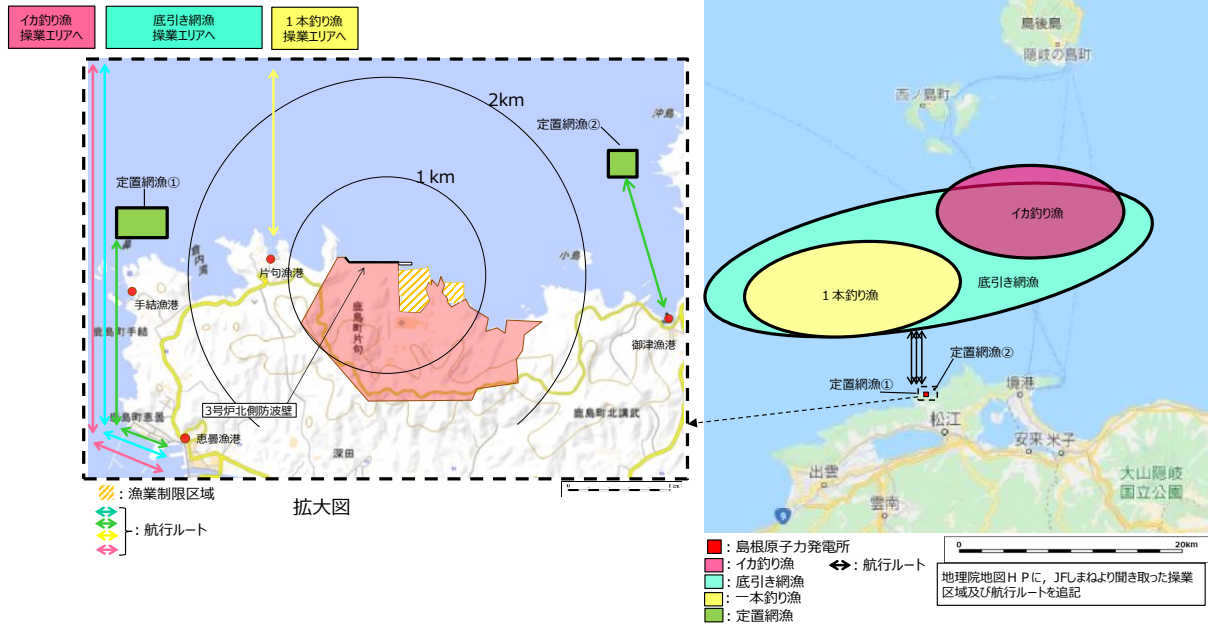 イカ釣り漁
操業エリアへ
底引き網漁
操業エリアへ
1本釣り漁
操業エリアへ
2km
1km
定置網漁①
定置網漁②
沖島
小島
片句漁港
手結漁港
鹿島町手結
鹿島町片句
御津漁港
3号炉北側防波壁
鹿島町恵曇
恵曇漁港
深田
鹿島町北講武
：漁業制限区域
：航行ルート
拡大図
島後島
隠岐の島町
西ノ島町
イカ釣り漁
底引き網漁
1本釣り漁
定置網漁②
定置網漁①
境港
松江
安来
米子
出雲
雲南
大山隠岐
国立公園
9
：島根原子力発電所
：イカ釣り漁
：航行ルート
：底引き網漁
：一本釣り漁
：定置網漁
0
20km
地理院地図ＨＰに，JFしまねより聞き取った操業
区域及び航行ルートを追記